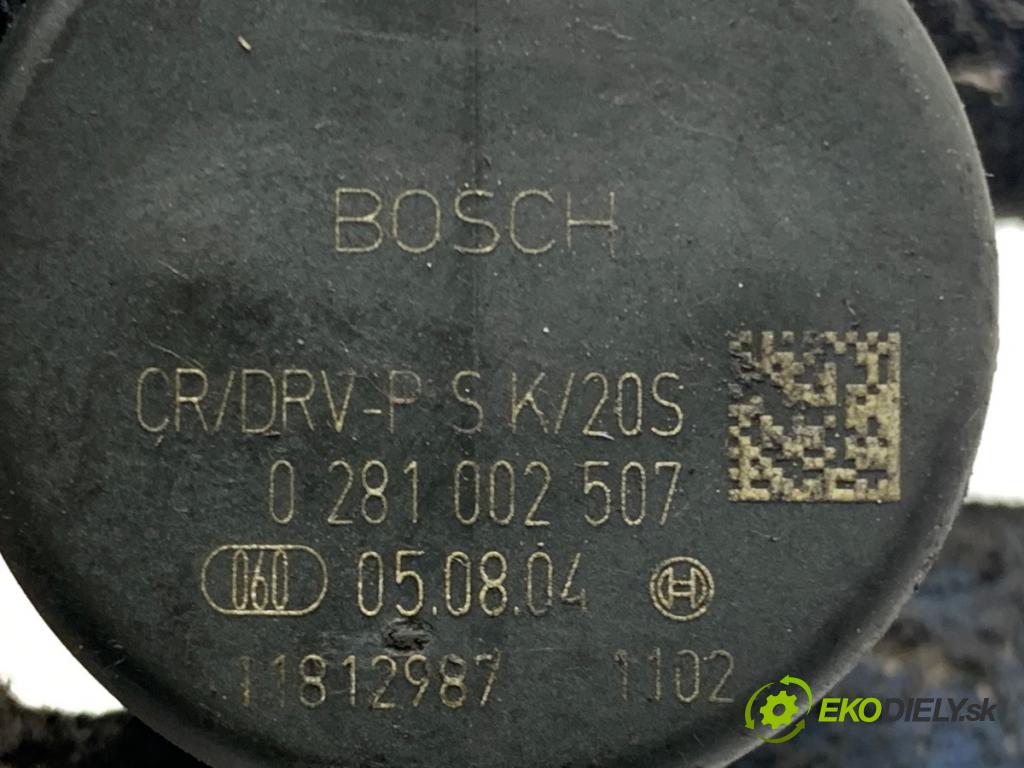 BOSCH
CR/DRV-P S K/20S
0 281 002 507
060 05.08.04 H
11812987 1102
EKODIELY.sk